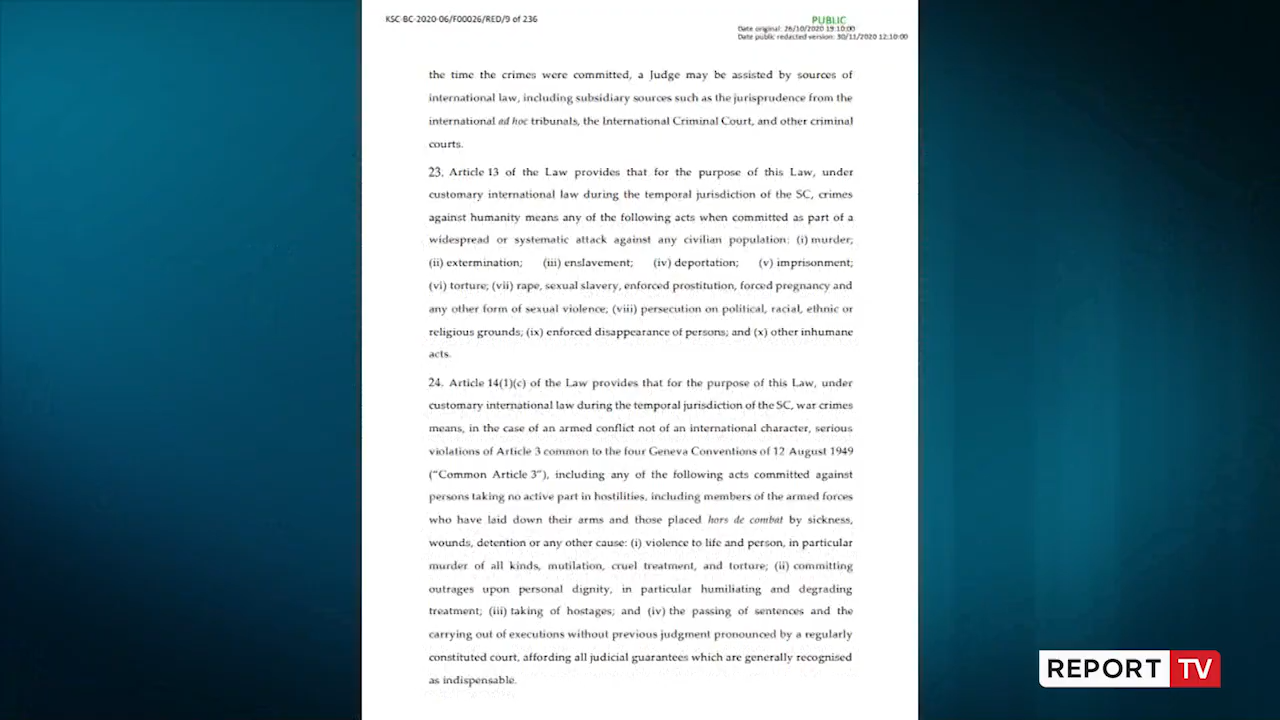 KSC-BC-2020-06/F00026/RED/9 of 236
PUBLIC
Date original: 26/10/2020 19:10:00
Date public redacted version: 30/11/2020 12:10:00
the time the crimes were committed, a Judge may be assisted by sources of
international law, including subsidiary sources such as the jurisprudence from the
international ad hoc tribunals, the International Criminal Court, and other criminal
courts.
23. Article 13 of the Law provides that for the purpose of this Law, under
customary international law during the temporal jurisdiction of the SC, crimes
against humanity means any of the following acts when committed as part of a
widespread or systematic attack against any civilian population: (i) murder;
(ii) extermination; (iii) enslavement; (iv) deportation; (v) imprisonment;
(vi) torture; (vii) rape, sexual slavery, enforced prostitution, forced pregnancy and
any other form of sexual violence; (viii) persecution on political, racial, ethnic or
religious grounds; (ix) enforced disappearance of persons; and (x) other inhumane
acts.
24. Article 14(1)(c) of the Law provides that for the purpose of this Law, under
customary international law during the temporal jurisdiction of the SC, war crimes
means, in the case of an armed conflict not of an international character, serious
violations of Article 3 common to the four Geneva Conventions of 12 August 1949
("Common Article 3"), including any of the following acts committed against
persons taking no active part in hostilities, including members of the armed forces
who have laid down their arms and those placed hors de combat by sickness,
wounds, detention or any other cause: (i) violence to life and person, in particular
murder of all kinds, mutilation, cruel treatment, and torture; (ii) committing
outrages upon personal dignity, in particular humiliating and degrading
treatment; (iii) taking of hostages; and (iv) the passing of sentences and the
carrying out of executions without previous judgment pronounced by a regularly
constituted court, affording all judicial guarantees which are generally recognised
as indispensable.
REPORT TV